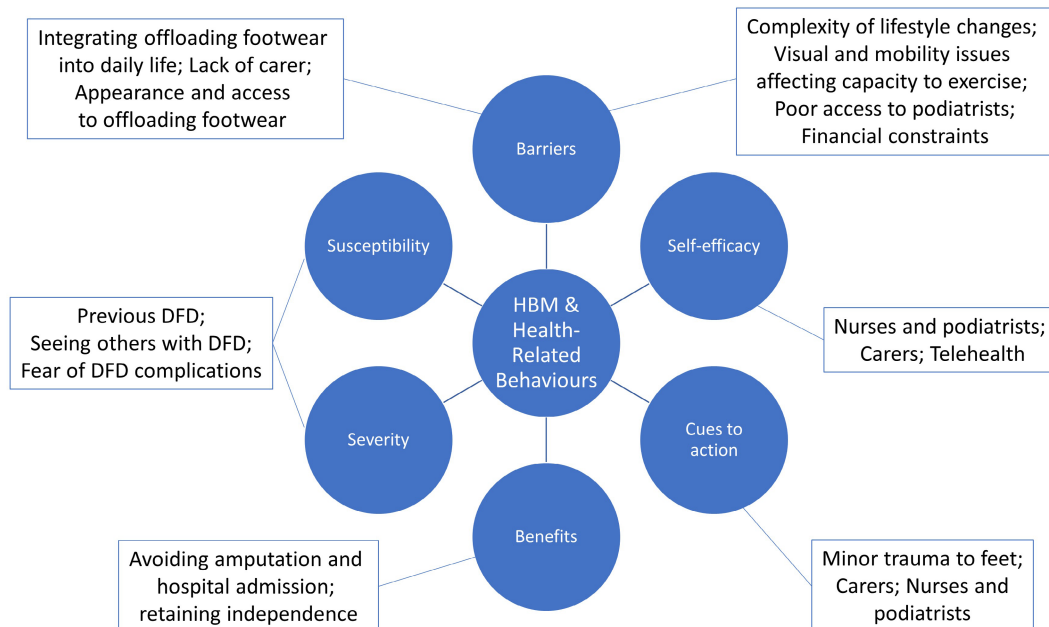 Integrating offloading footwear
into daily life; Lack of carer;
Appearance and access
to offloading footwear
Complexity of lifestyle changes;
Visual and mobility issues
affecting capacity to exercise;
Poor access to podiatrists;
Financial constraints
Barriers
Susceptibility
Self-efficacy
Previous DFD;
Seeing others with DFD;
Fear of DFD complications
HBM &
Health-
Related
Behaviours
Nurses and podiatrists;
Carers; Telehealth
Severity
Cues to
action
Benefits
Avoiding amputation and
hospital admission;
retaining independence
Minor trauma to feet;
Carers; Nurses and
podiatrists